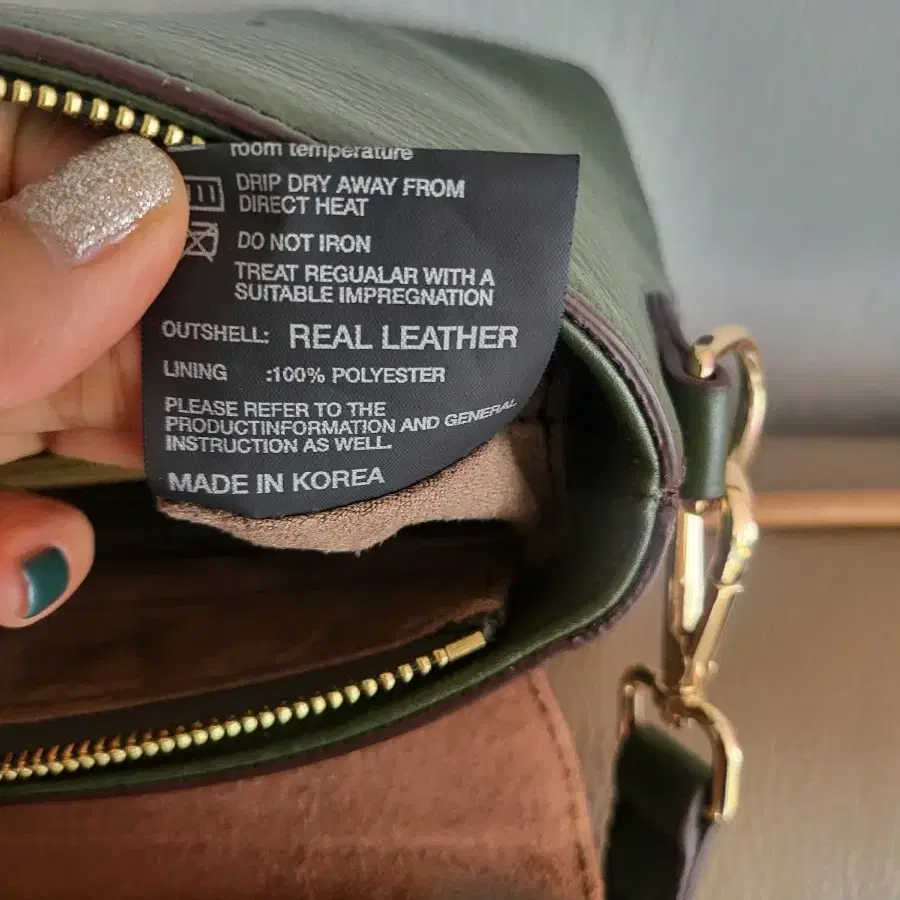 room temperature
DRIP DRY AWAY FROM
DIRECT HEAT
DO NOT IRON
TREAT REGUALAR WITH A
SUITABLE IMPREGNATION
OUTSHELL: REAL LEATHER
LINING :100% POLYESTER
PLEASE REFER TO THE
PRODUCTINFORMATION AND GENERAL
INSTRUCTION AS WELL.
MADE IN KOREA